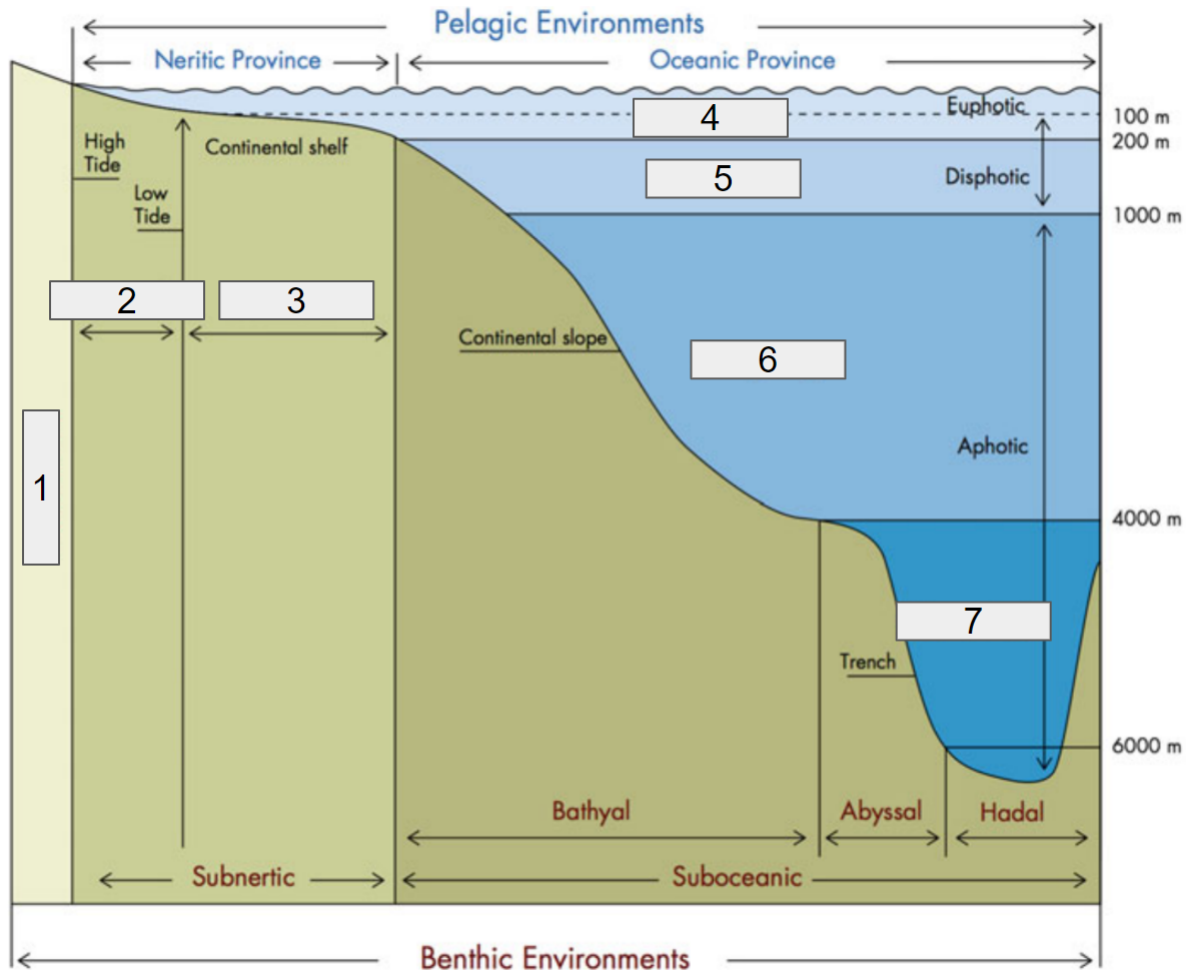 Pelagic Environments
Neritic Province
Oceanic Province
Euphotic
4
100 m
High
Tide
Continental shelf
200 m
5
Disphotic
Low
Tide
1000 m
2
3
Continental slope
6
1
Aphotic
4000 m
7
Trench
6000 m
Bathyal
Abyssal
Hadal
Subnertic
Suboceanic
Benthic Environments